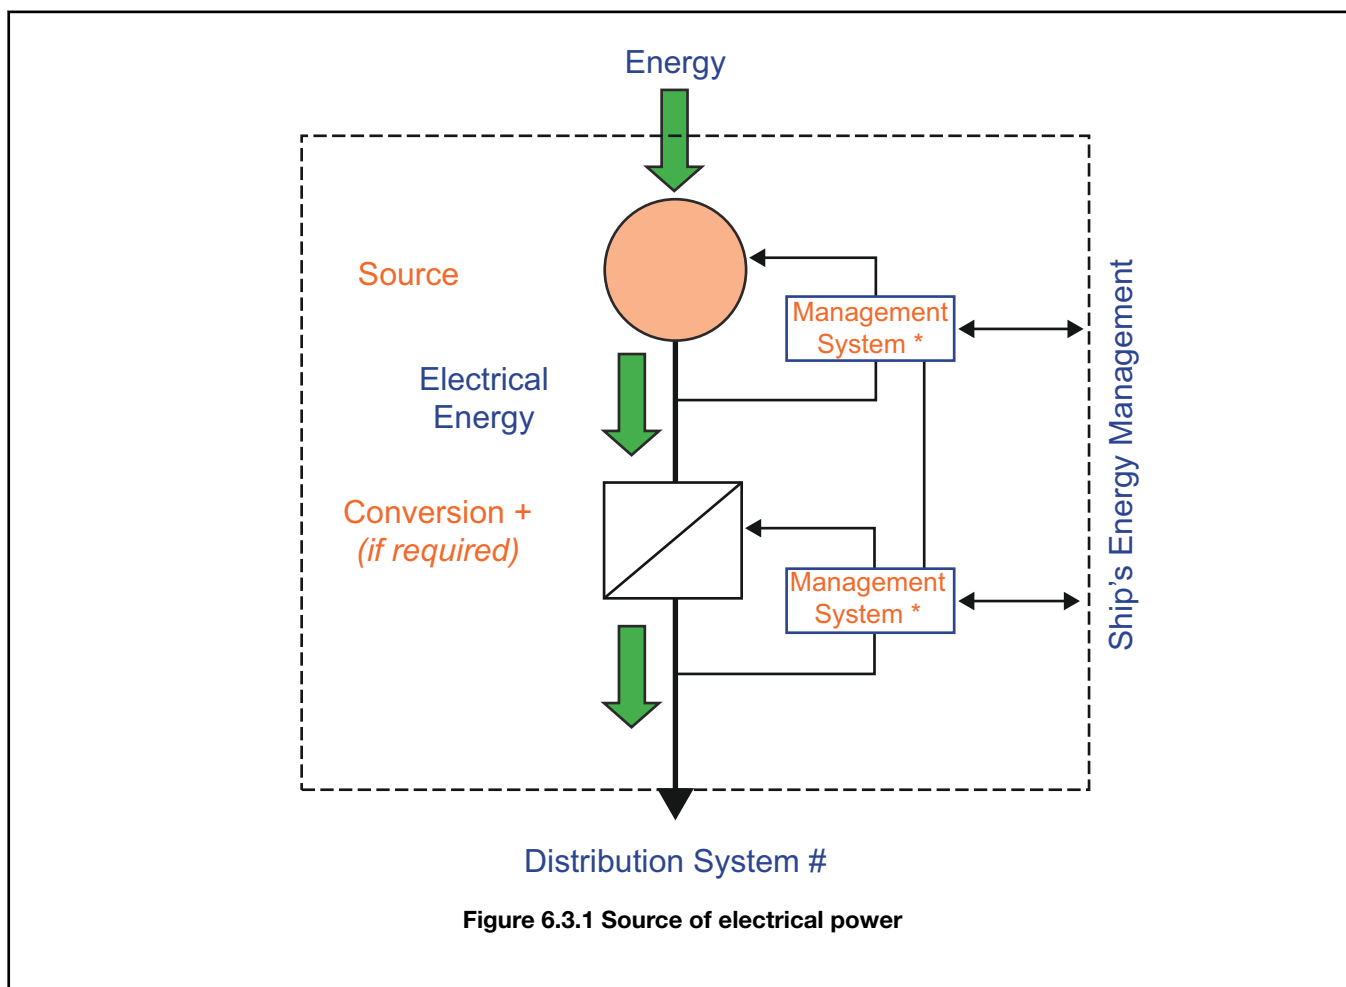 Energy
Source
Management
System *
Electrical
Energy
Conversion +
(if required)
Management
System *
Ship's Energy Management
Distribution System #
Figure 6.3.1 Source of electrical power